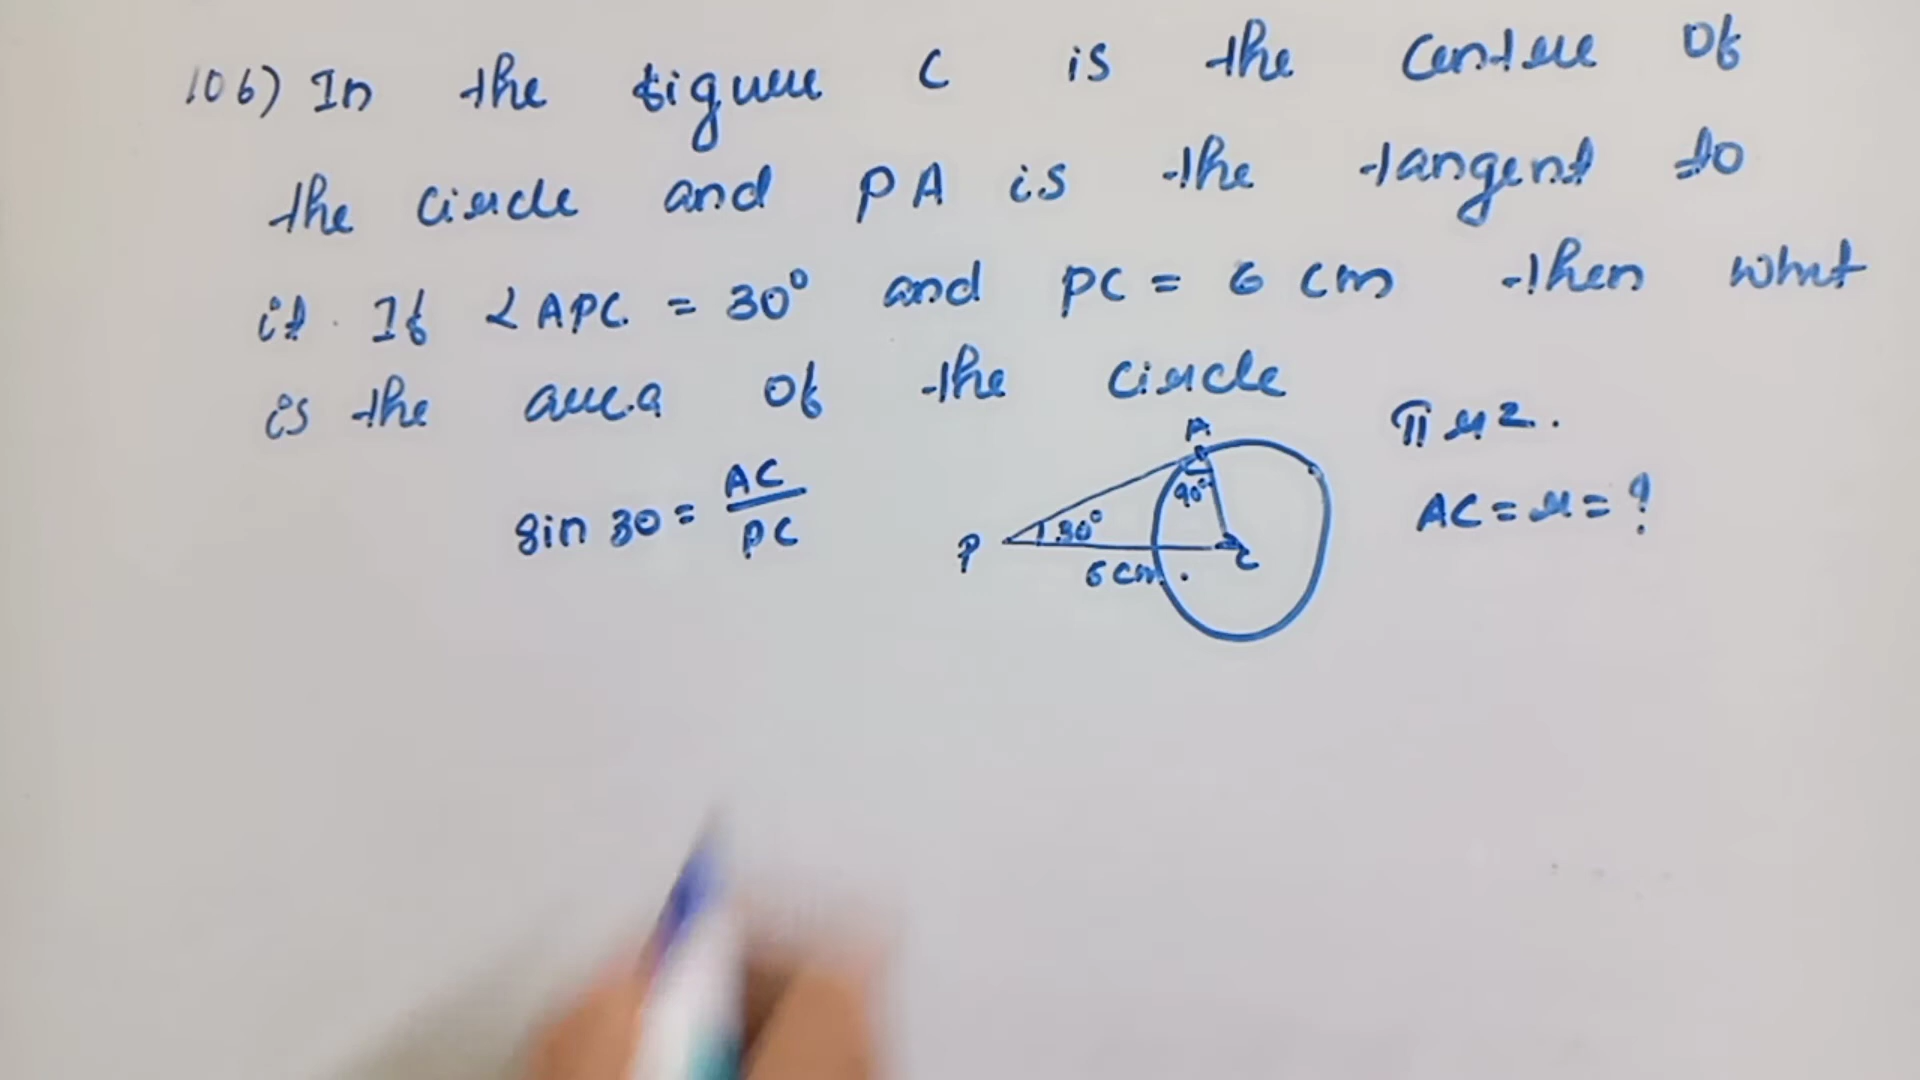 106) In the figure C is the centre of
the circle and PA is the tangent to
it. If ∠APC = 30° and PC = 6 cm then what
is the area of the circle
πr2.
AC = r = ?
sin 30 = AC/PC
A
90°
P 30° C
6 cm.